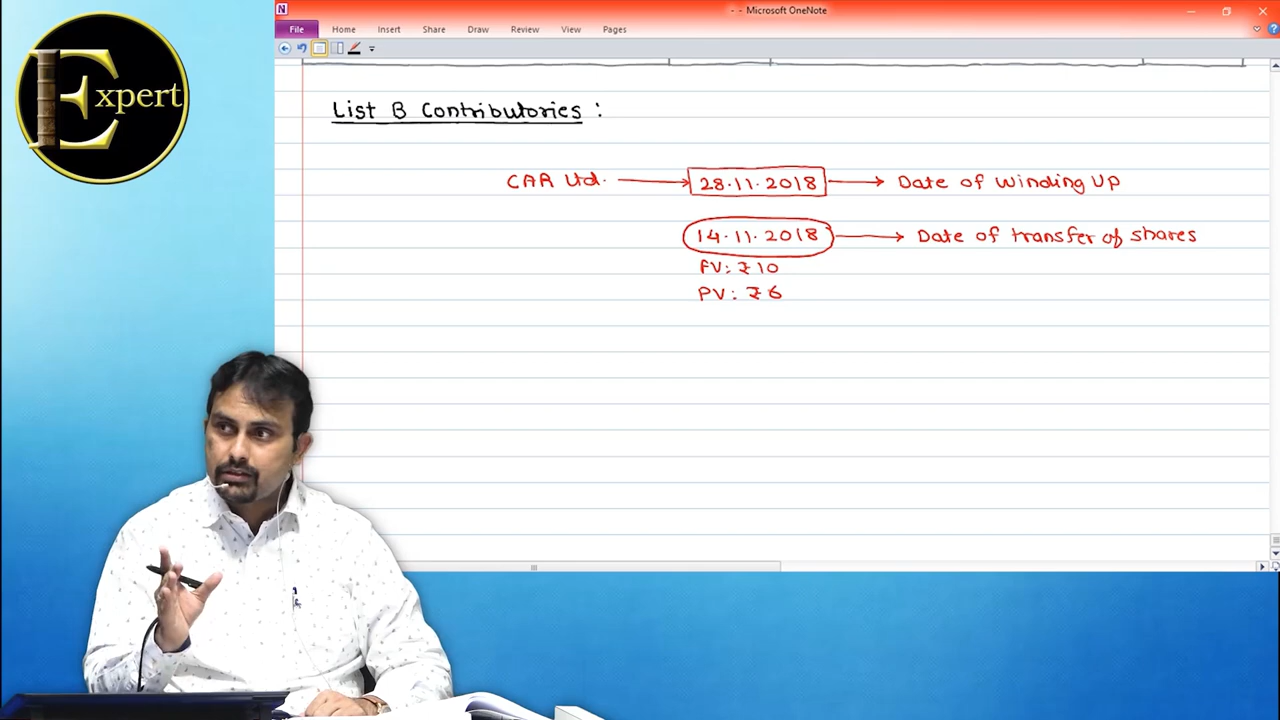 Expert
- - Microsoft OneNote
File Home Insert Share Draw Review View Pages
List B Contributories :
CAR Ltd. → 28.11.2018 → Date of Winding Up
14.11.2018 → Date of transfer of shares
FV: ₹10
PV: ₹6